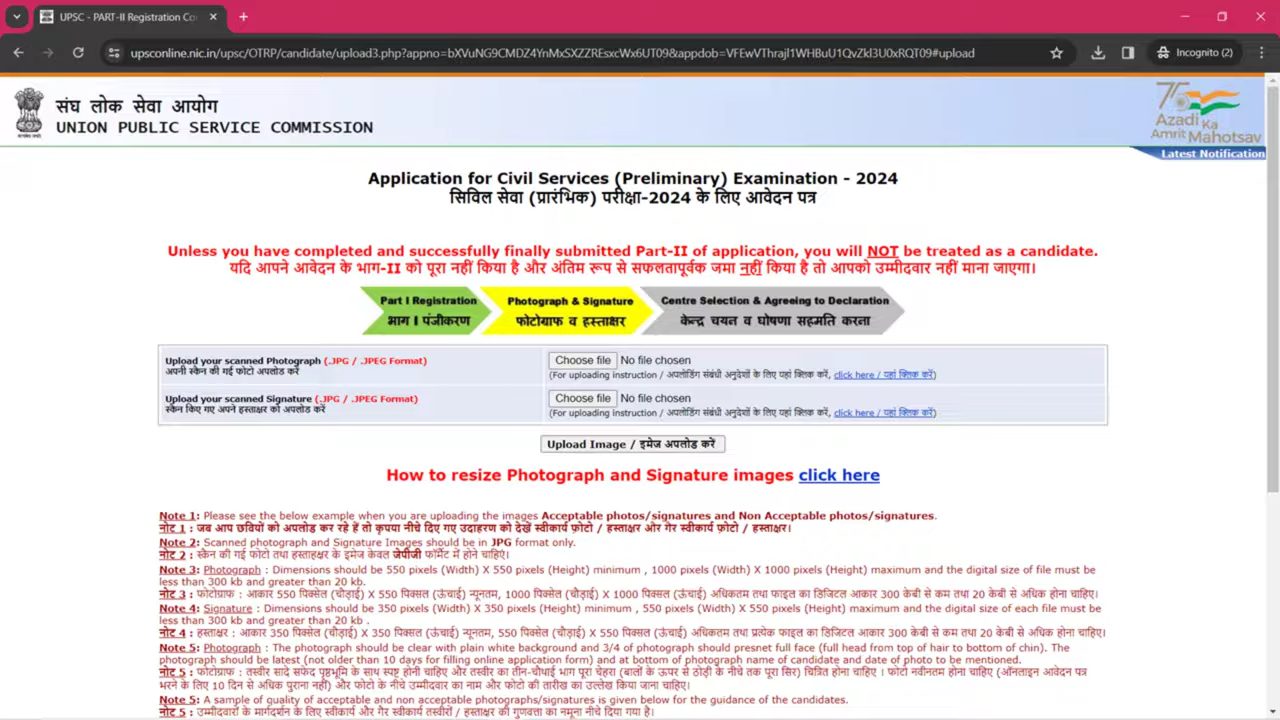 UPSC - PART-II Registration Co
upsconline.nic.in/upsc/OTRP/candidate/upload3.php?appno=bXVuNG9CMDZ4YnMxSXZZREsxcWx6UT09&appdob=VFEwVThrajl1WHBuU1QvZkl3U0xRQT09#upload
Incognito (2)
संघ लोक सेवा आयोग
UNION PUBLIC SERVICE COMMISSION
75
Azadi Ka
Amrit Mahotsav
Latest Notification
Application for Civil Services (Preliminary) Examination - 2024
सिविल सेवा (प्रारंभिक) परीक्षा-2024 के लिए आवेदन पत्र
Unless you have completed and successfully finally submitted Part-II of application, you will NOT be treated as a candidate.
यदि आपने आवेदन के भाग-II को पूरा नहीं किया है और अंतिम रूप से सफलतापूर्वक जमा नहीं किया है तो आपको उम्मीदवार नहीं माना जाएगा।
Part I Registration
भाग I पंजीकरण
Photograph & Signature
फोटोग्राफ व हस्ताक्षर
Centre Selection & Agreeing to Declaration
केन्द्र चयन व घोषणा सहमति करना
Upload your scanned Photograph (.JPG / .JPEG Format)
अपनी स्कैन की गई फोटो अपलोड करें
Choose file No file chosen
(For uploading instruction / अपलोडिंग संबंधी अनुदेशों के लिए यहां क्लिक करें, click here / यहां क्लिक करें)
Upload your scanned Signature (.JPG / .JPEG Format)
स्कैन किए गए अपने हस्ताक्षर को अपलोड करें
Choose file No file chosen
(For uploading instruction / अपलोडिंग संबंधी अनुदेशों के लिए यहां क्लिक करें, click here / यहां क्लिक करें)
Upload Image / इमेज अपलोड करें
How to resize Photograph and Signature images click here
Note 1: Please see the below example when you are uploading the images Acceptable photos/signatures and Non Acceptable photos/signatures.
नोट 1 : जब आप छवियों को अपलोड कर रहे हैं तो कृपया नीचे दिए गए उदाहरण को देखें स्वीकार्य फ़ोटो / हस्ताक्षर और गैर स्वीकार्य फ़ोटो / हस्ताक्षर।
Note 2: Scanned photograph and Signature Images should be in JPG format only.
नोट 2 : स्कैन की गई फोटो तथा हस्ताहक्षर के इमेज केवल जेपीजी फॉर्मेट में होने चाहिएं।
Note 3: Photograph : Dimensions should be 550 pixels (Width) X 550 pixels (Height) minimum , 1000 pixels (Width) X 1000 pixels (Height) maximum and the digital size of file must be
less than 300 kb and greater than 20 kb.
नोट 3 : फोटोग्राफ : आकार 550 पिक्सेल (चौड़ाई) X 550 पिक्सल (ऊंचाई) न्यूनतम, 1000 पिक्सेल (चौड़ाई) X 1000 पिक्सेल (ऊंचाई) अधिकतम तथा फाइल का डिजिटल आकार 300 केबी से कम तथा 20 केबी से अधिक होना चाहिए।
Note 4: Signature : Dimensions should be 350 pixels (Width) X 350 pixels (Height) minimum , 550 pixels (Width) X 550 pixels (Height) maximum and the digital size of each file must be
less than 300 kb and greater than 20 kb .
नोट 4 : हस्ताक्षर : आकार 350 पिक्सेल (चौड़ाई) X 350 पिक्सेल (ऊंचाई) न्यूनतम, 550 पिक्सेल (चौड़ाई) X 550 पिक्सेल (ऊंचाई) अधिकतम तथा प्रत्येक फाइल का डिजिटल आकार 300 केबी से कम तथा 20 केबी से अधिक होना चाहिए।
Note 5: Photograph : The photograph should be clear with plain white background and 3/4 of photograph should presnet full face (full head from top of hair to bottom of chin). The
photograph should be latest (not older than 10 days for filling online application form) and at bottom of photograph name of candidate and date of photo to be mentioned.
नोट 5 : फोटोग्राफ : तस्वीर सादे सफेद पृष्ठभूमि के साथ स्पष्ट होनी चाहिए और तस्वीर का तीन-चौथाई भाग पूरा चेहरा (बालों के ऊपर से ठोड़ी के नीचे तक पूरा सिर) चित्रित होना चाहिए । फोटो नवीनतम होना चाहिए (ऑनलाइन आवेदन पत्र
भरने के लिए 10 दिन से अधिक पुराना नहीं) और फोटो के नीचे उम्मीदवार का नाम और फोटो की तारीख का उल्लेख किया जाना चाहिए।
Note 5: A sample of quality of acceptable and non acceptable photographs/signatures is given below for the guidance of the candidates.
नोट 5 : उम्मीदवारों के मार्गदर्शन के लिए स्वीकार्य और गैर स्वीकार्य तस्वीरों / हस्ताक्षर की गुणवत्ता का नमूना नीचे दिया गया है।